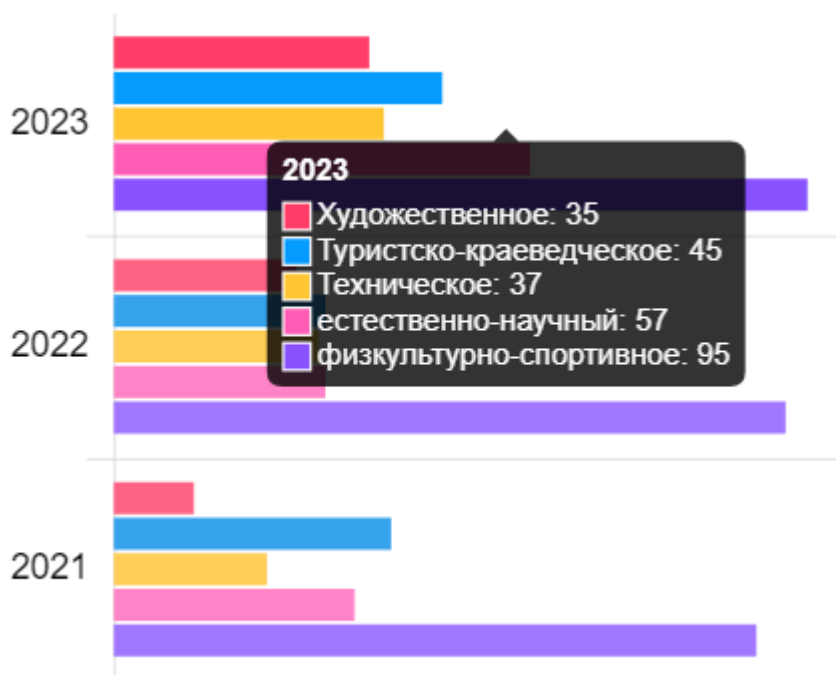 2023
2023
Художественное: 35
Туристско-краеведческое: 45
Техническое: 37
естественно-научный: 57
физкультурно-спортивное: 95
2022
2021